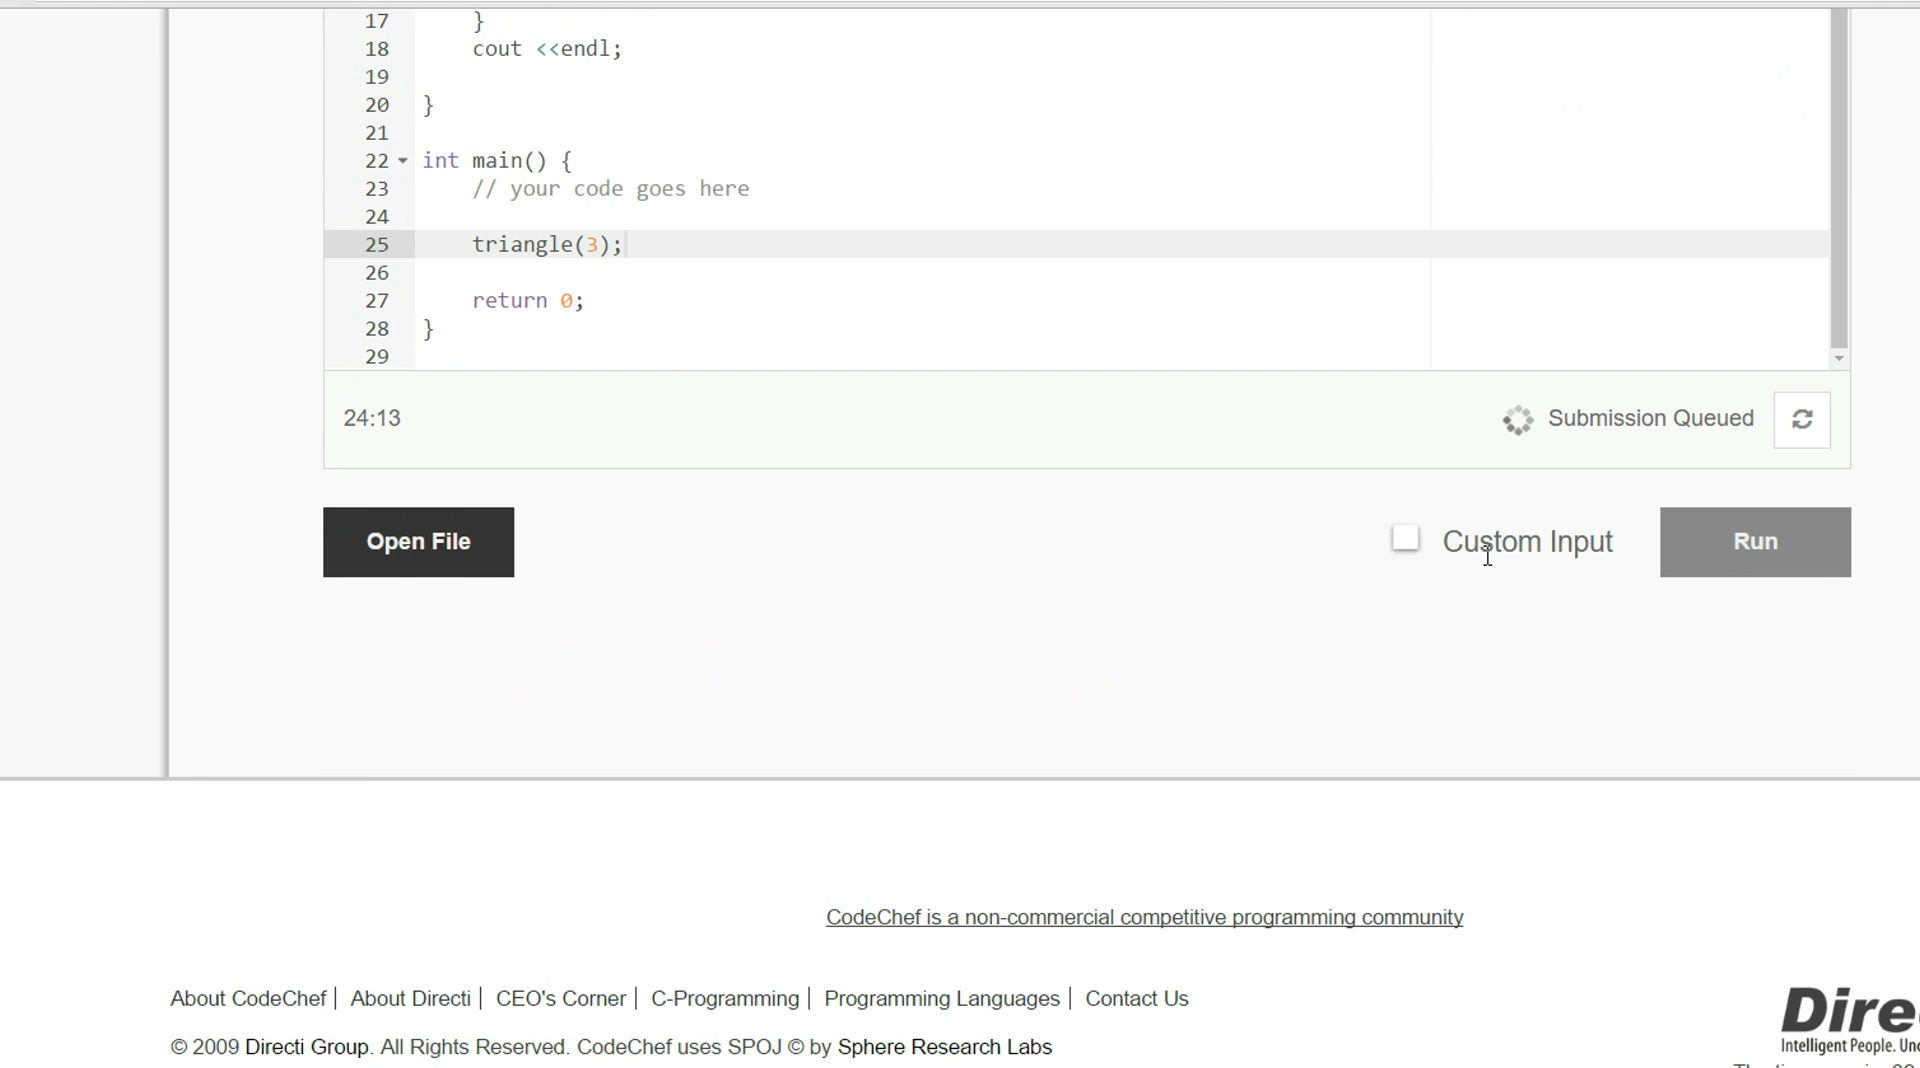 17 }
18 cout <<endl;
19
20 }
21
22 int main() {
23 // your code goes here
24
25 triangle(3);
26
27 return 0;
28 }
29
24:13
Submission Queued
Open File
Custom Input
Run
CodeChef is a non-commercial competitive programming community
About CodeChef | About Directi | CEO's Corner | C-Programming | Programming Languages | Contact Us
Dire
© 2009 Directi Group. All Rights Reserved. CodeChef uses SPOJ © by Sphere Research Labs
Intelligent People. Unc